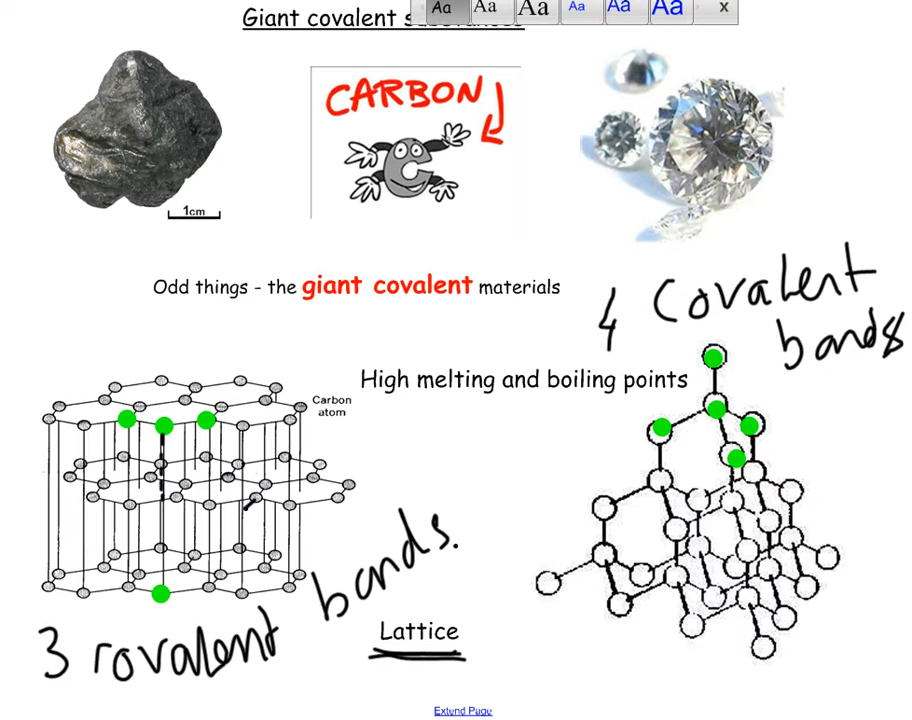 Giant covalent substances
Aa Aa Aa Aa Aa Aa x
CARBON
1cm
Odd things - the giant covalent materials
4 Covalent
bonds
High melting and boiling points
Carbon
atom
3 covalent bonds.
Lattice
Extend Page